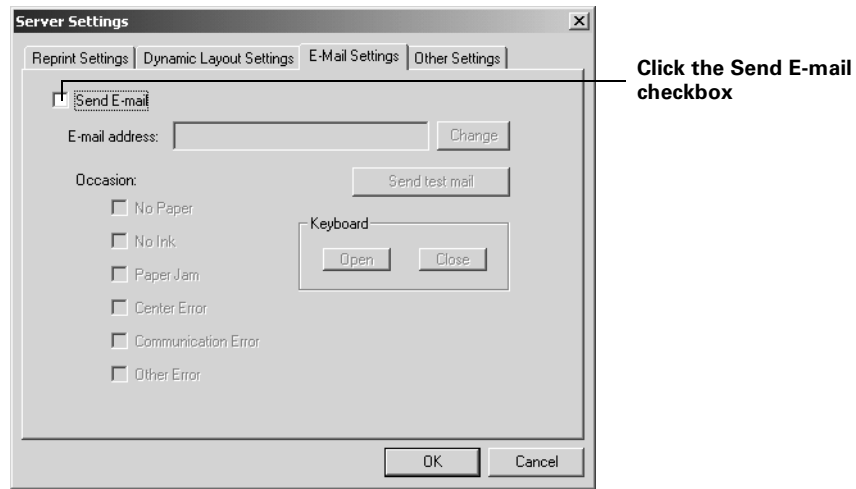 Server Settings
Reprint Settings Dynamic Layout Settings E-Mail Settings Other Settings
Click the Send E-mail
checkbox
Send E-mail
E-mail address: Change
Occasion: Send test mail
No Paper
Keyboard
No Ink
Open Close
Paper Jam
Center Error
Communication Error
Other Error
OK Cancel